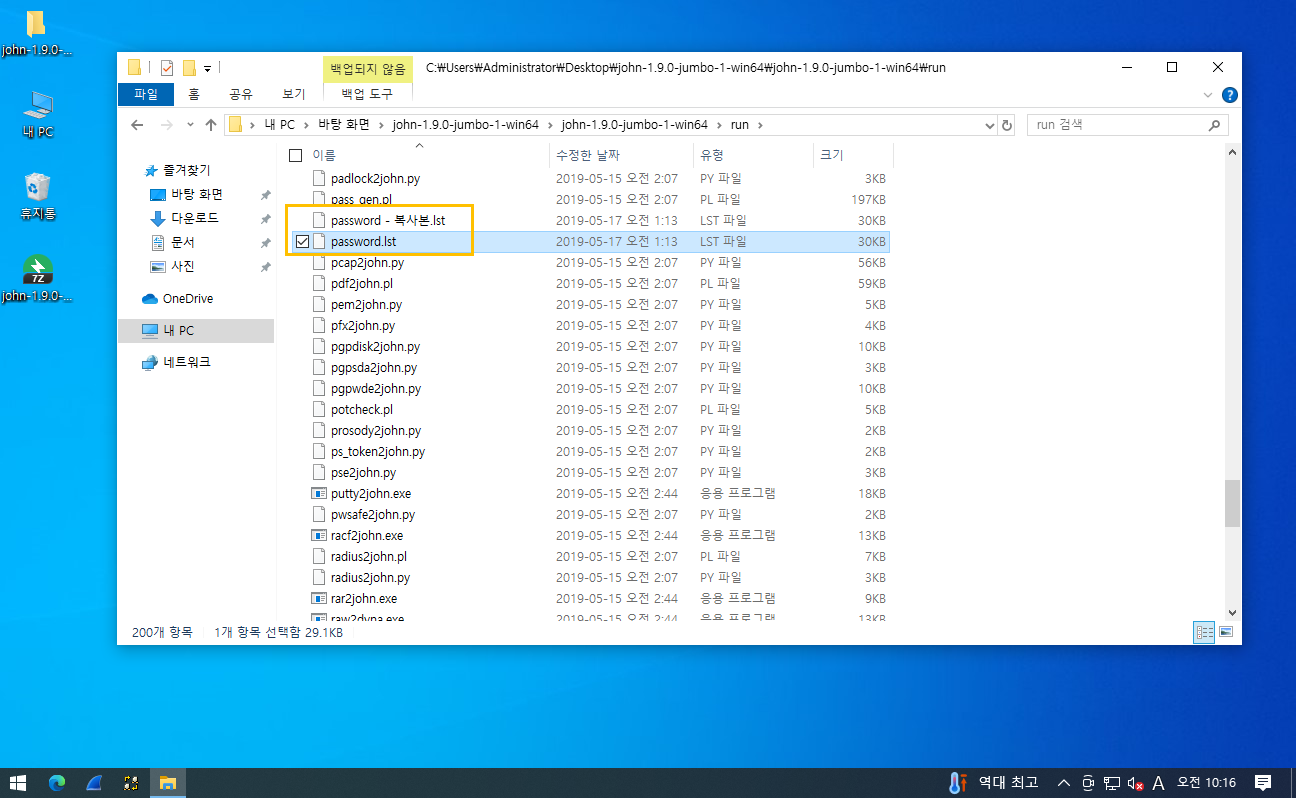 john-1.9.0-...
내 PC
휴지통
7Z
john-1.9.0-...
백업되지 않음
C:₩Users₩Administrator₩Desktop₩john-1.9.0-jumbo-1-win64₩john-1.9.0-jumbo-1-win64₩run
파일 홈 공유 보기 백업 도구
내 PC › 바탕 화면 › john-1.9.0-jumbo-1-win64 › john-1.9.0-jumbo-1-win64 › run ›
run 검색
즐겨찾기
바탕 화면
다운로드
문서
사진
OneDrive
내 PC
네트워크
이름 수정한 날짜 유형 크기
padlock2john.py 2019-05-15 오전 2:07 PY 파일 3KB
pass_gen.pl 2019-05-15 오전 2:07 PL 파일 197KB
password - 복사본.lst 2019-05-17 오전 1:13 LST 파일 30KB
password.lst 2019-05-17 오전 1:13 LST 파일 30KB
pcap2john.py 2019-05-15 오전 2:07 PY 파일 56KB
pdf2john.pl 2019-05-15 오전 2:07 PL 파일 59KB
pem2john.py 2019-05-15 오전 2:07 PY 파일 5KB
pfx2john.py 2019-05-15 오전 2:07 PY 파일 4KB
pgpdisk2john.py 2019-05-15 오전 2:07 PY 파일 10KB
pgpsda2john.py 2019-05-15 오전 2:07 PY 파일 3KB
pgpwde2john.py 2019-05-15 오전 2:07 PY 파일 10KB
potcheck.pl 2019-05-15 오전 2:07 PL 파일 5KB
prosody2john.py 2019-05-15 오전 2:07 PY 파일 2KB
ps_token2john.py 2019-05-15 오전 2:07 PY 파일 2KB
pse2john.py 2019-05-15 오전 2:07 PY 파일 3KB
putty2john.exe 2019-05-15 오전 2:44 응용 프로그램 18KB
pwsafe2john.py 2019-05-15 오전 2:07 PY 파일 2KB
racf2john.exe 2019-05-15 오전 2:44 응용 프로그램 13KB
radius2john.pl 2019-05-15 오전 2:07 PL 파일 7KB
radius2john.py 2019-05-15 오전 2:07 PY 파일 3KB
rar2john.exe 2019-05-15 오전 2:44 응용 프로그램 9KB
raw2dyna.exe 2019-05-15 오전 2:44 응용 프로그램 13KB
200개 항목 1개 항목 선택함 29.1KB
역대 최고 A 오전 10:16